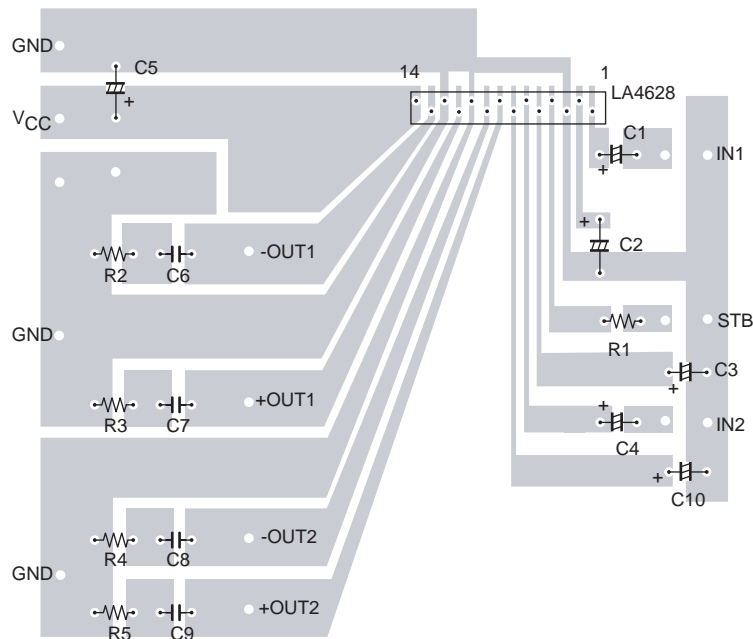 GND
C5
14
1
LA4628
+
VCC
C1
IN1
+
+
C2
-OUT1
R2
C6
GND
STB
R1
C3
+
+OUT1
R3
C7
+
IN2
C4
+
C10
-OUT2
R4
C8
GND
+OUT2
R5
C9